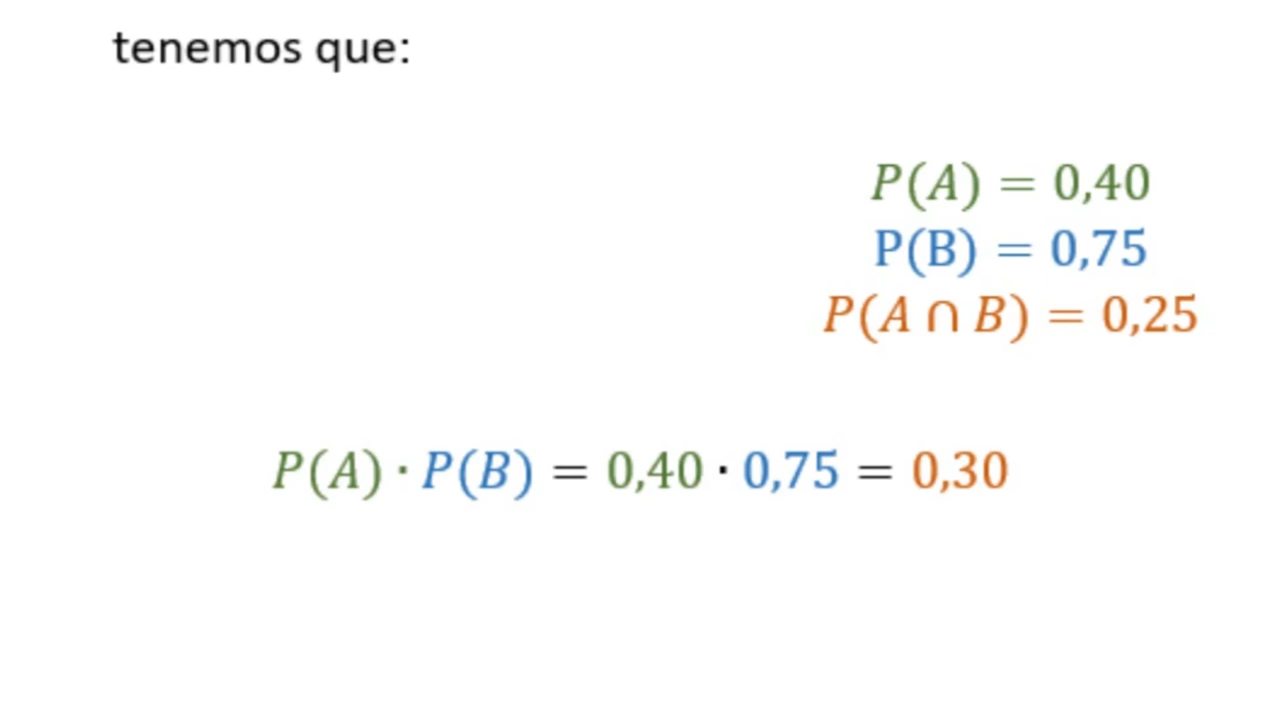 tenemos que:
P(A) = 0,40
P(B) = 0,75
P(A ∩ B) = 0,25
P(A) · P(B) = 0,40 · 0,75 = 0,30